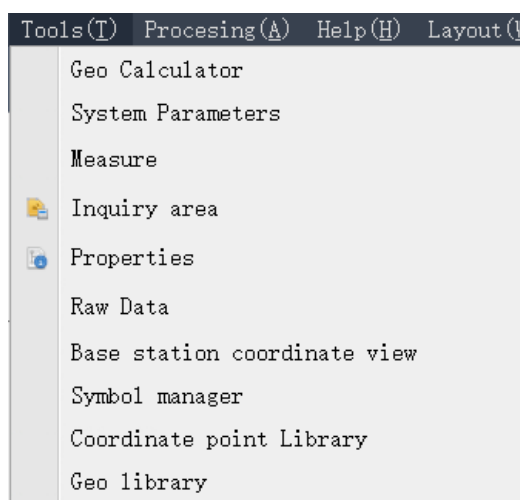 Tools(T) Procesing(A) Help(H) Layout(
Geo Calculator
System Parameters
Measure
Inquiry area
Properties
Raw Data
Base station coordinate view
Symbol manager
Coordinate point Library
Geo library